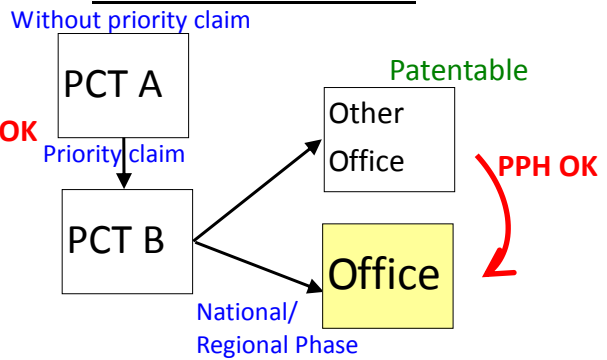 Without priority claim
PCT A
Patentable
Other
Office
OK
Priority claim
PPH OK
PCT B
Office
National/
Regional Phase